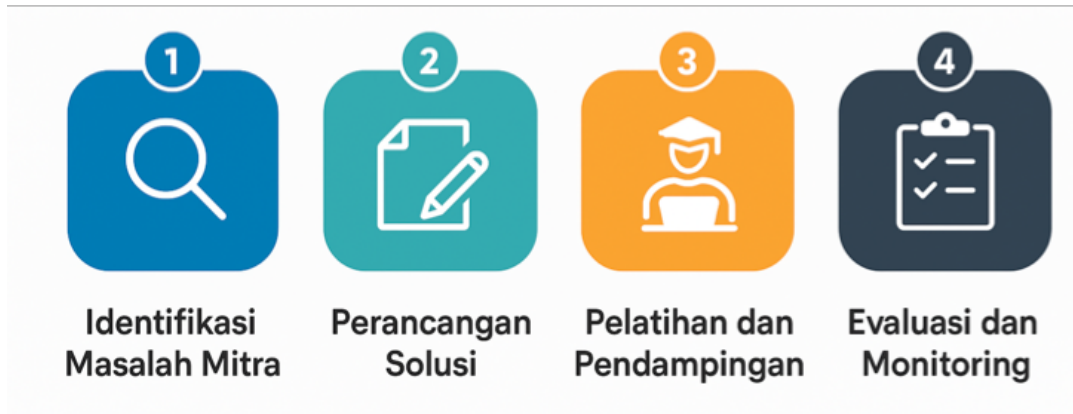 1
Identifikasi
Masalah Mitra
2
Perancangan
Solusi
3
Pelatihan dan
Pendampingan
4
Evaluasi dan
Monitoring